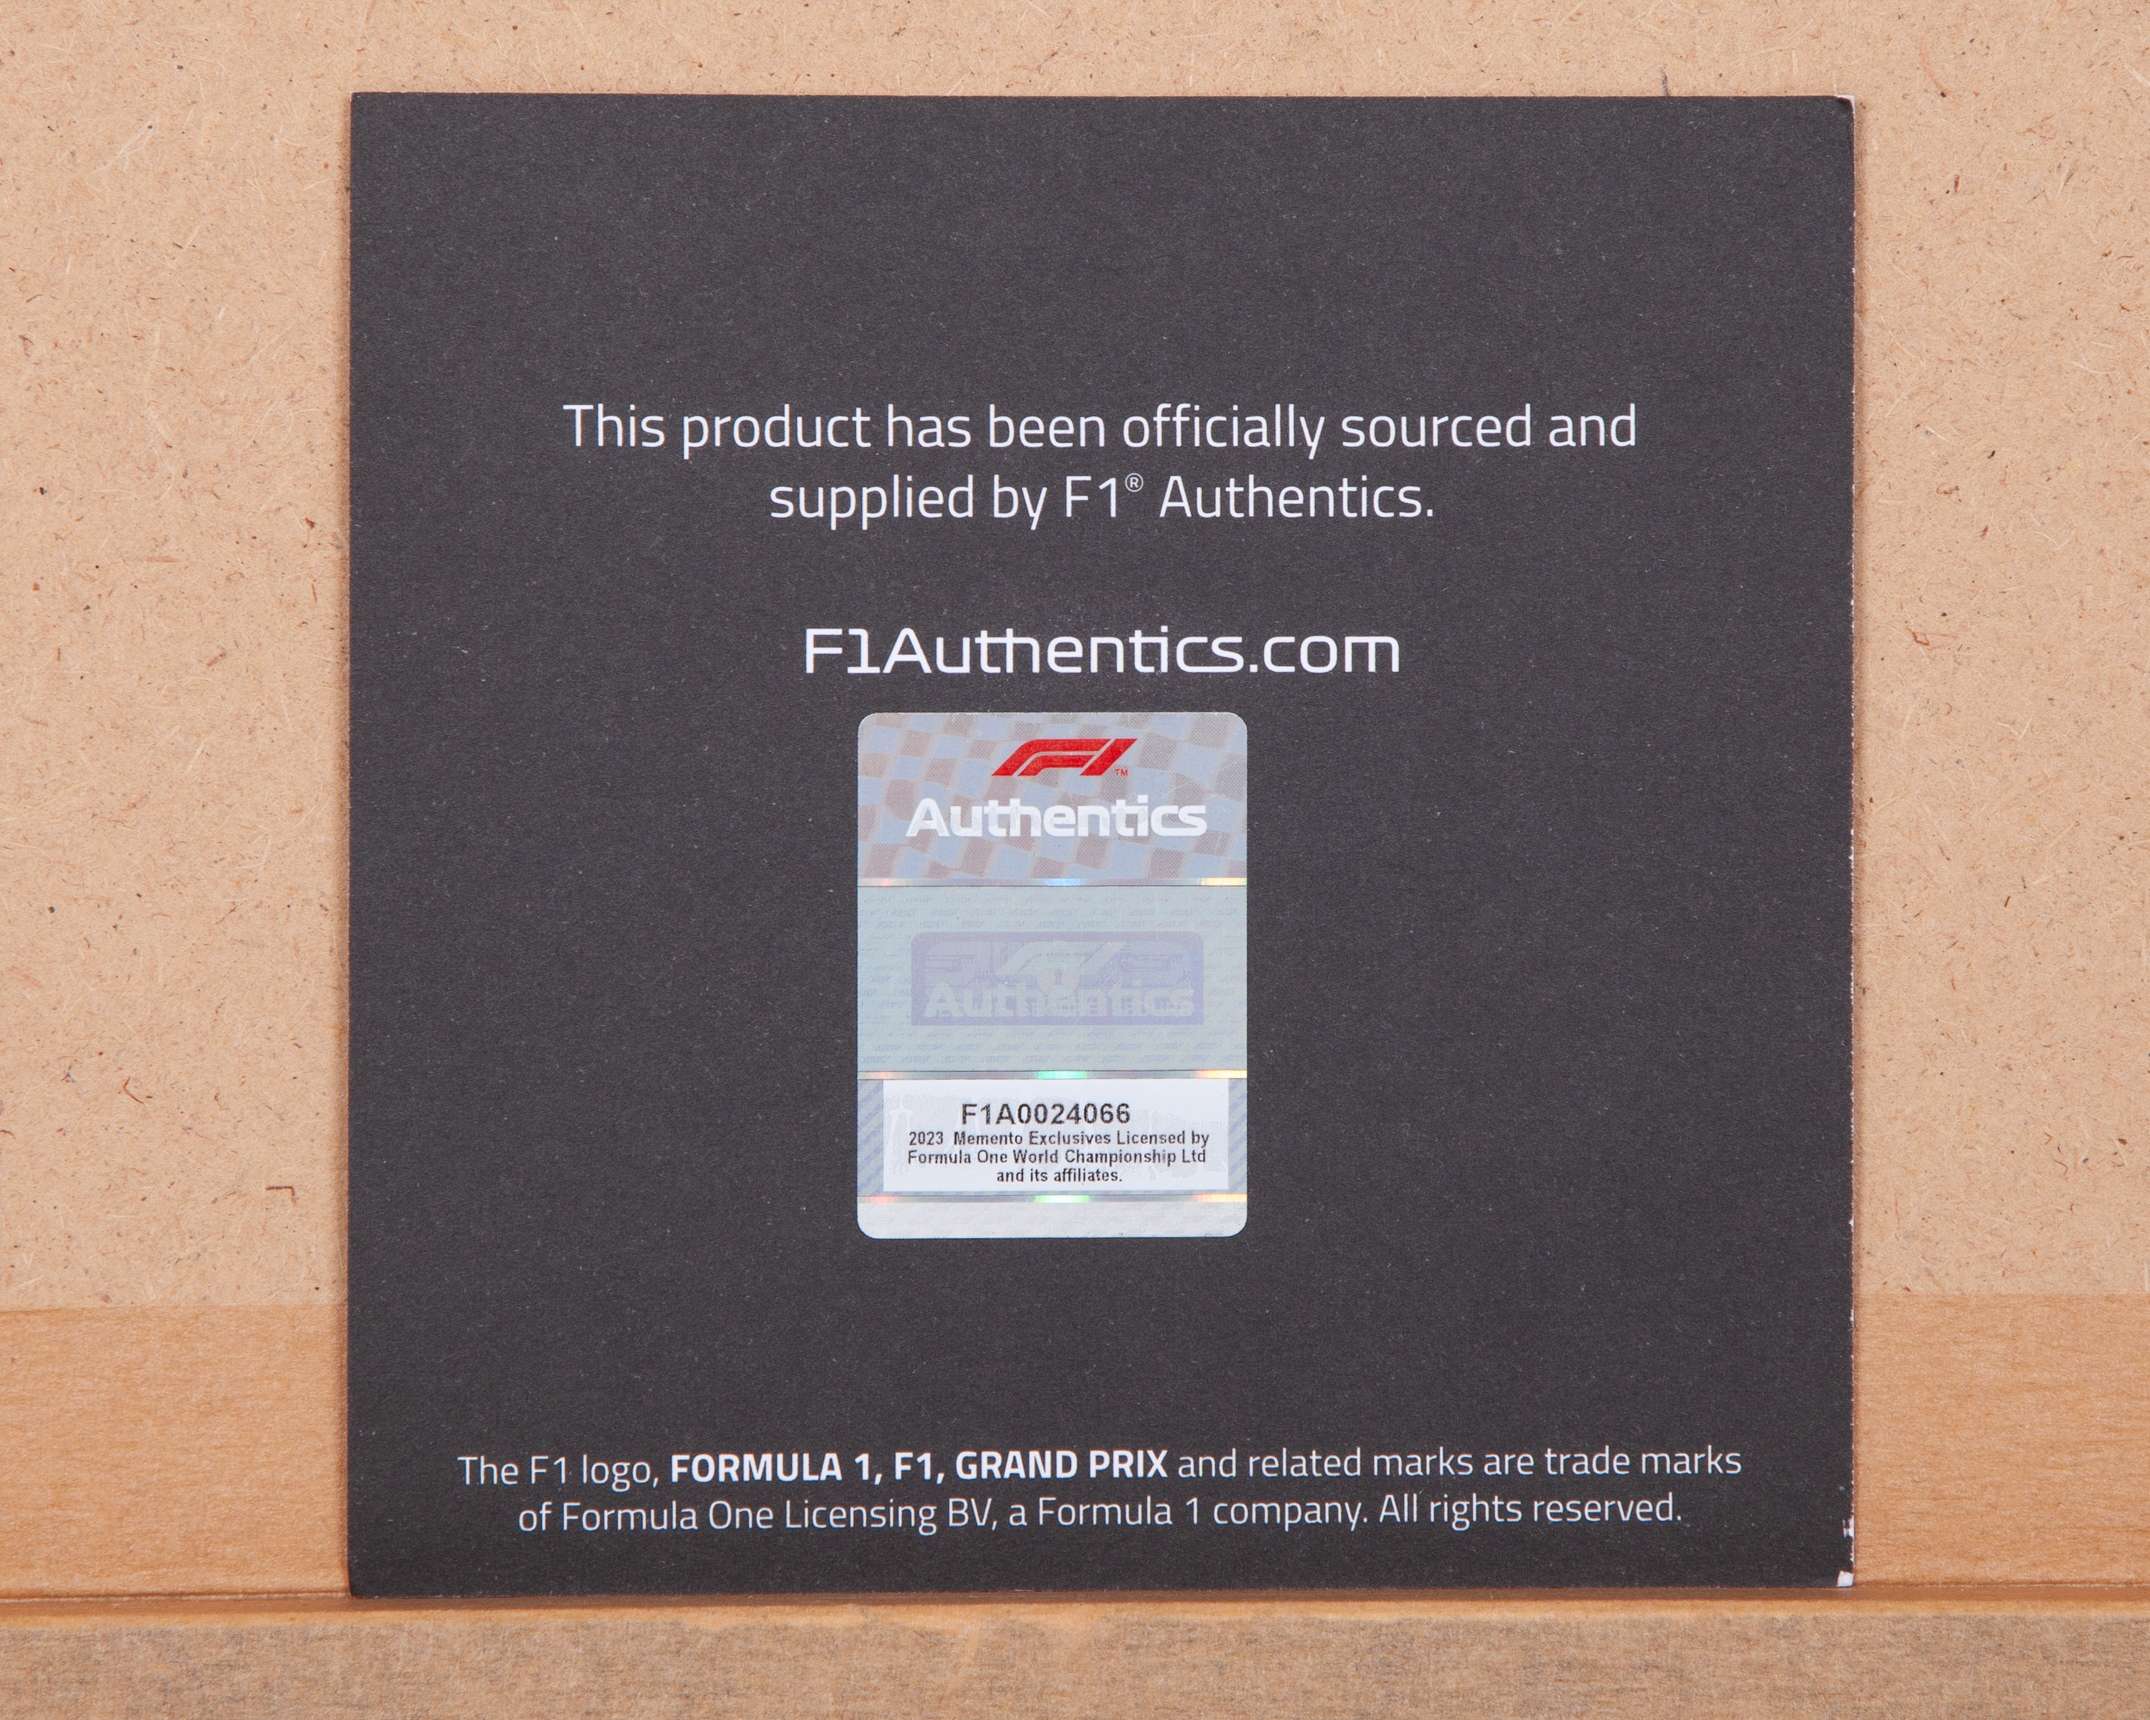 This product has been officially sourced and
supplied by F1® Authentics.
F1Authentics.com
F1™
Authentics
Authentics
F1A0024066
2023 Memento Exclusives Licensed by
Formula One World Championship Ltd
and its affiliates.
The F1 logo, FORMULA 1, F1, GRAND PRIX and related marks are trade marks
of Formula One Licensing BV, a Formula 1 company. All rights reserved.